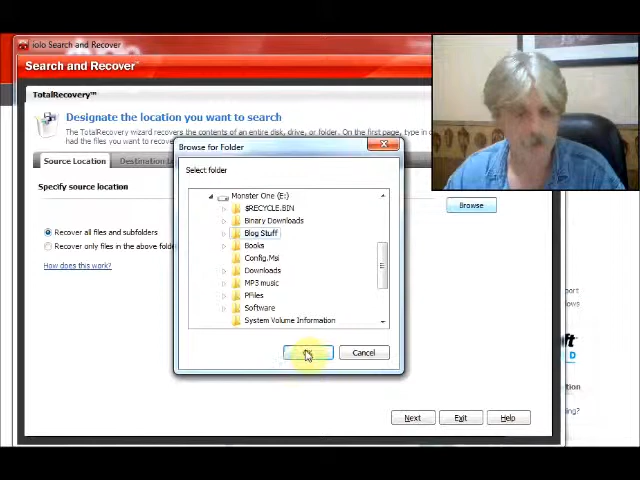 iolo Search and Recover
Search and Recover™
TotalRecovery™
Designate the location you want to search
The TotalRecovery wizard recovers the contents of an entire disk, drive, or folder. On the first page, type in
had the files you want to
Source Location
Destination
Specify source location
Browse
Recover all files and subfolders
Recover only files in the above
How does this work?
Browse for Folder
Select folder
Monster One (E:)
$RECYCLE.BIN
Binary Downloads
Blog Stuff
Books
Config.Msi
Downloads
MP3 music
PFiles
Software
System Volume Information
Cancel
Next
Exit
Help